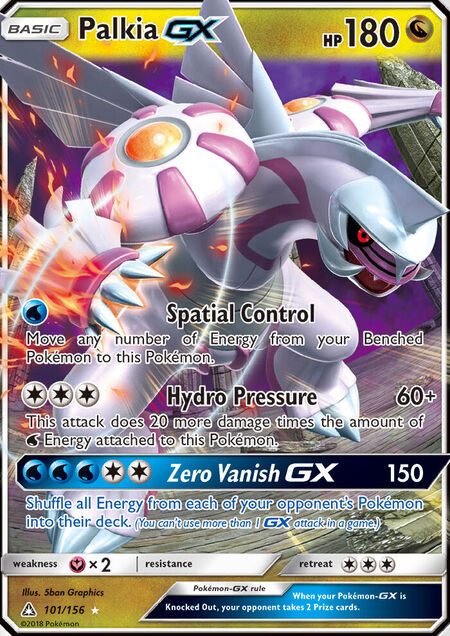 BASIC Palkia GX HP 180
Spatial Control
Move any number of Energy from your Benched
Pokémon to this Pokémon.
Hydro Pressure 60+
This attack does 20 more damage times the amount of
Energy attached to this Pokémon.
Zero Vanish GX 150
Shuffle all Energy from each of your opponent's Pokémon
into their deck. (You can't use more than 1 GX attack in a game.)
weakness × 2 resistance retreat
Illus. 5ban Graphics
Pokémon-GX rule
When your Pokémon-GX is
Knocked Out, your opponent takes 2 Prize cards.
101/156
©2018 Pokémon